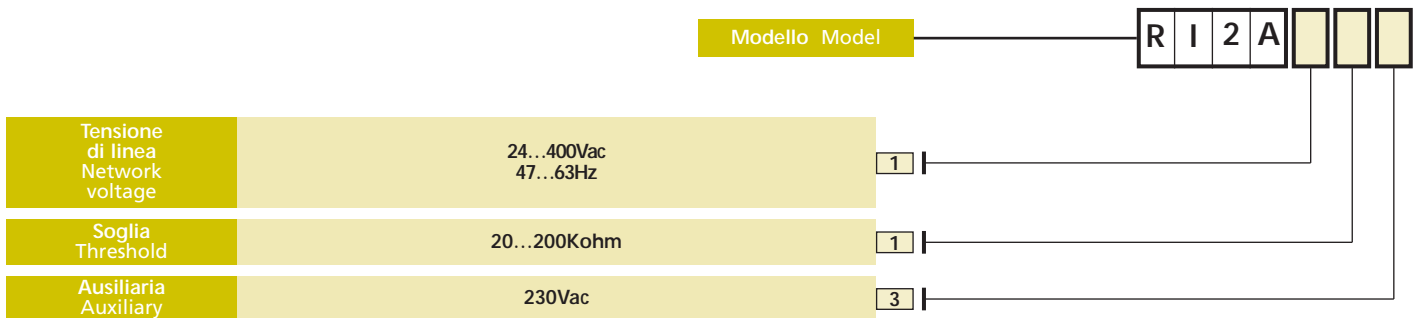 Modello Model
R I 2 A
Tensione
di linea
Network
voltage
24...400Vac
47...63Hz
1
Soglia
Threshold
20...200Kohm
1
Ausiliaria
Auxiliary
230Vac
3